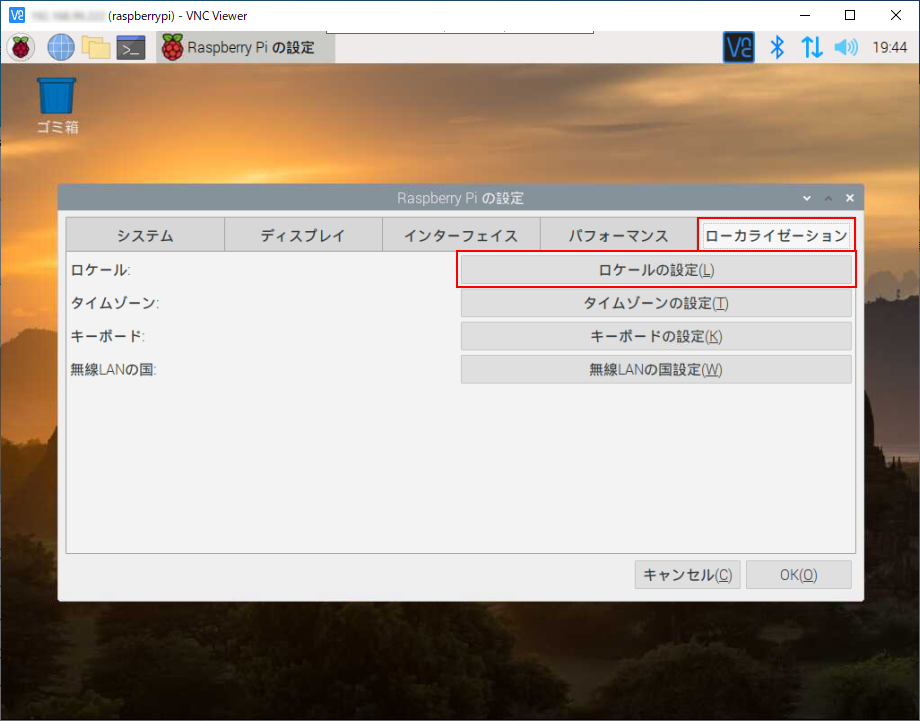 (raspberrypi) - VNC Viewer
Raspberry Pi の設定
19:44
ゴミ箱
Raspberry Pi の設定
システム ディスプレイ インターフェイス パフォーマンス ローカライゼーション
ロケール: ロケールの設定(L)
タイムゾーン: タイムゾーンの設定(T)
キーボード: キーボードの設定(K)
無線LANの国: 無線LANの国設定(W)
キャンセル(C) OK(O)